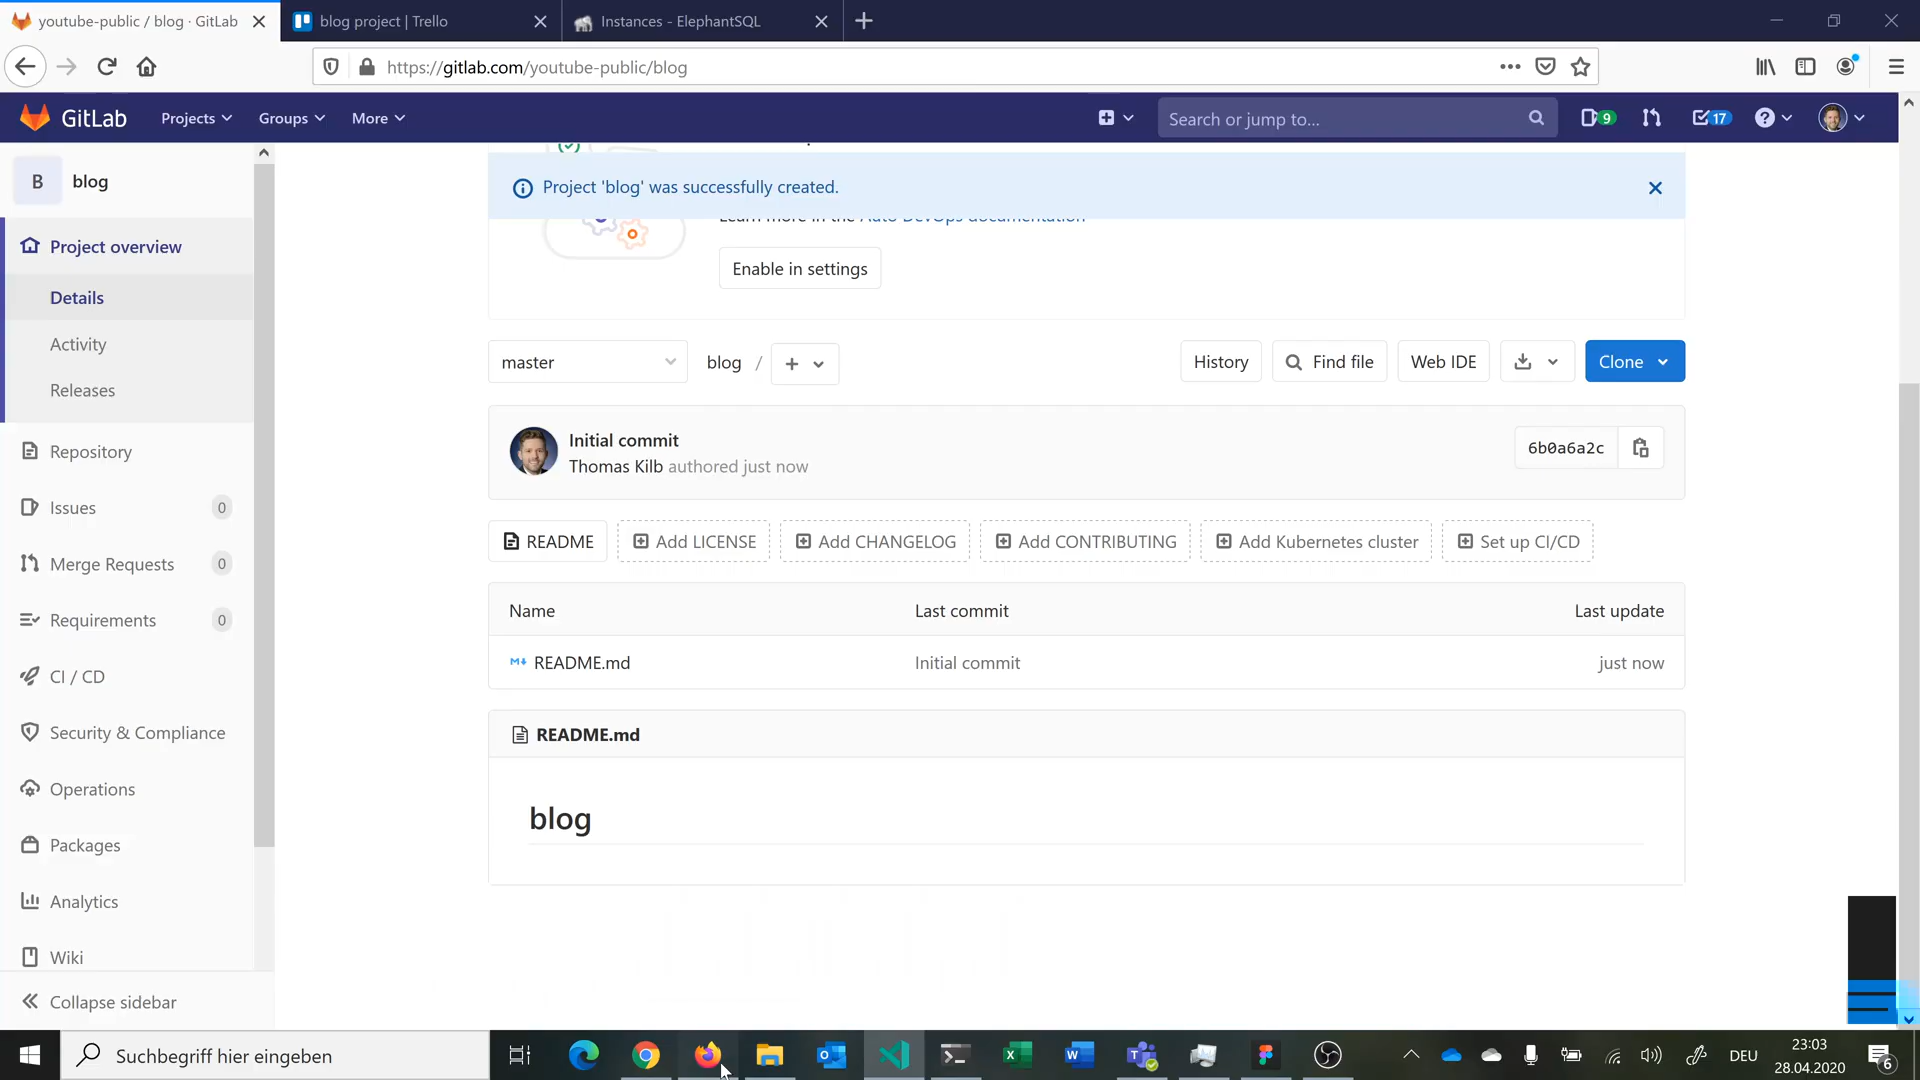 youtube-public / blog · GitLab
blog project | Trello
Instances - ElephantSQL
https://gitlab.com/youtube-public/blog
GitLab
Projects
Groups
More
Search or jump to...
9
17
B
blog
Project 'blog' was successfully created.
Learn more in the Auto DevOps documentation
Enable in settings
Project overview
Details
Activity
Releases
Repository
Issues
0
Merge Requests
0
Requirements
0
CI / CD
Security & Compliance
Operations
Packages
Analytics
Wiki
Collapse sidebar
master
blog /
History
Find file
Web IDE
Clone
Initial commit
Thomas Kilb authored just now
6b0a6a2c
README
Add LICENSE
Add CHANGELOG
Add CONTRIBUTING
Add Kubernetes cluster
Set up CI/CD
Name
Last commit
Last update
README.md
Initial commit
just now
README.md
blog
Suchbegriff hier eingeben
DEU
23:03
28.04.2020
6